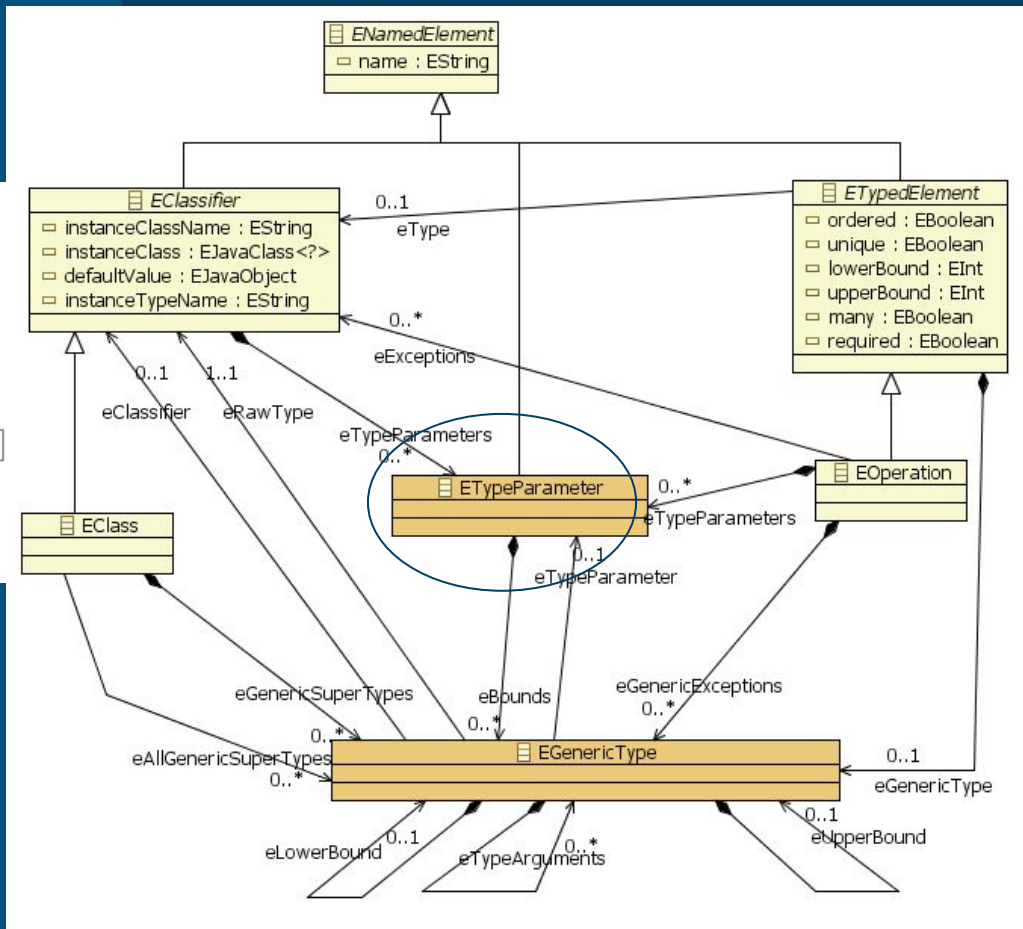 ENamedElement
name : EString
EClassifier
instanceClassName : EString
instanceClass : EJavaClass<?>
defaultValue : EJavaObject
instanceTypeName : EString
0..1
eType
ETypedElement
ordered : EBoolean
unique : EBoolean
lowerBound : EInt
upperBound : EInt
many : EBoolean
required : EBoolean
0..*
eExceptions
0..1
eClassifier
1..1
eRawType
eTypeParameters
0..*
ETypeParameter
0..*
eTypeParameters
EOperation
EClass
0..1
eTypeParameter
eGenericSuperTypes
0..*
eBounds
0..*
eGenericExceptions
0..*
eAllGenericSuperTypes
0..*
EGenericType
0..1
eGenericType
eLowerBound
0..1
eTypeArguments
0..*
0..1
eUpperBound